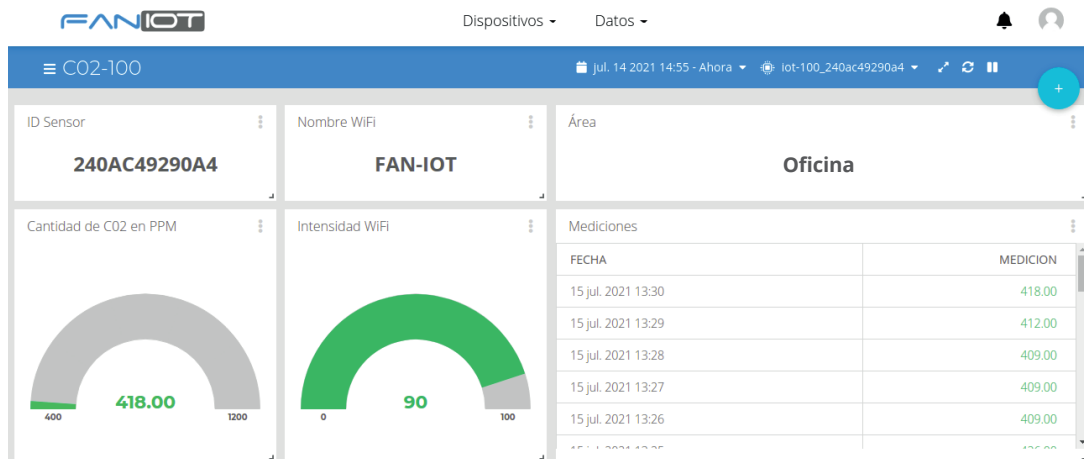 FANIOT
Dispositivos
Datos
C02-100
jul. 14 2021 14:55 - Ahora
iot-100_240ac49290a4
+
ID Sensor
240AC49290A4
Nombre WiFi
FAN-IOT
Área
Oficina
Cantidad de C02 en PPM
418.00
400
1200
Intensidad WiFi
90
0
100
Mediciones
FECHA MEDICION
15 jul. 2021 13:30 418.00
15 jul. 2021 13:29 412.00
15 jul. 2021 13:28 409.00
15 jul. 2021 13:27 409.00
15 jul. 2021 13:26 409.00